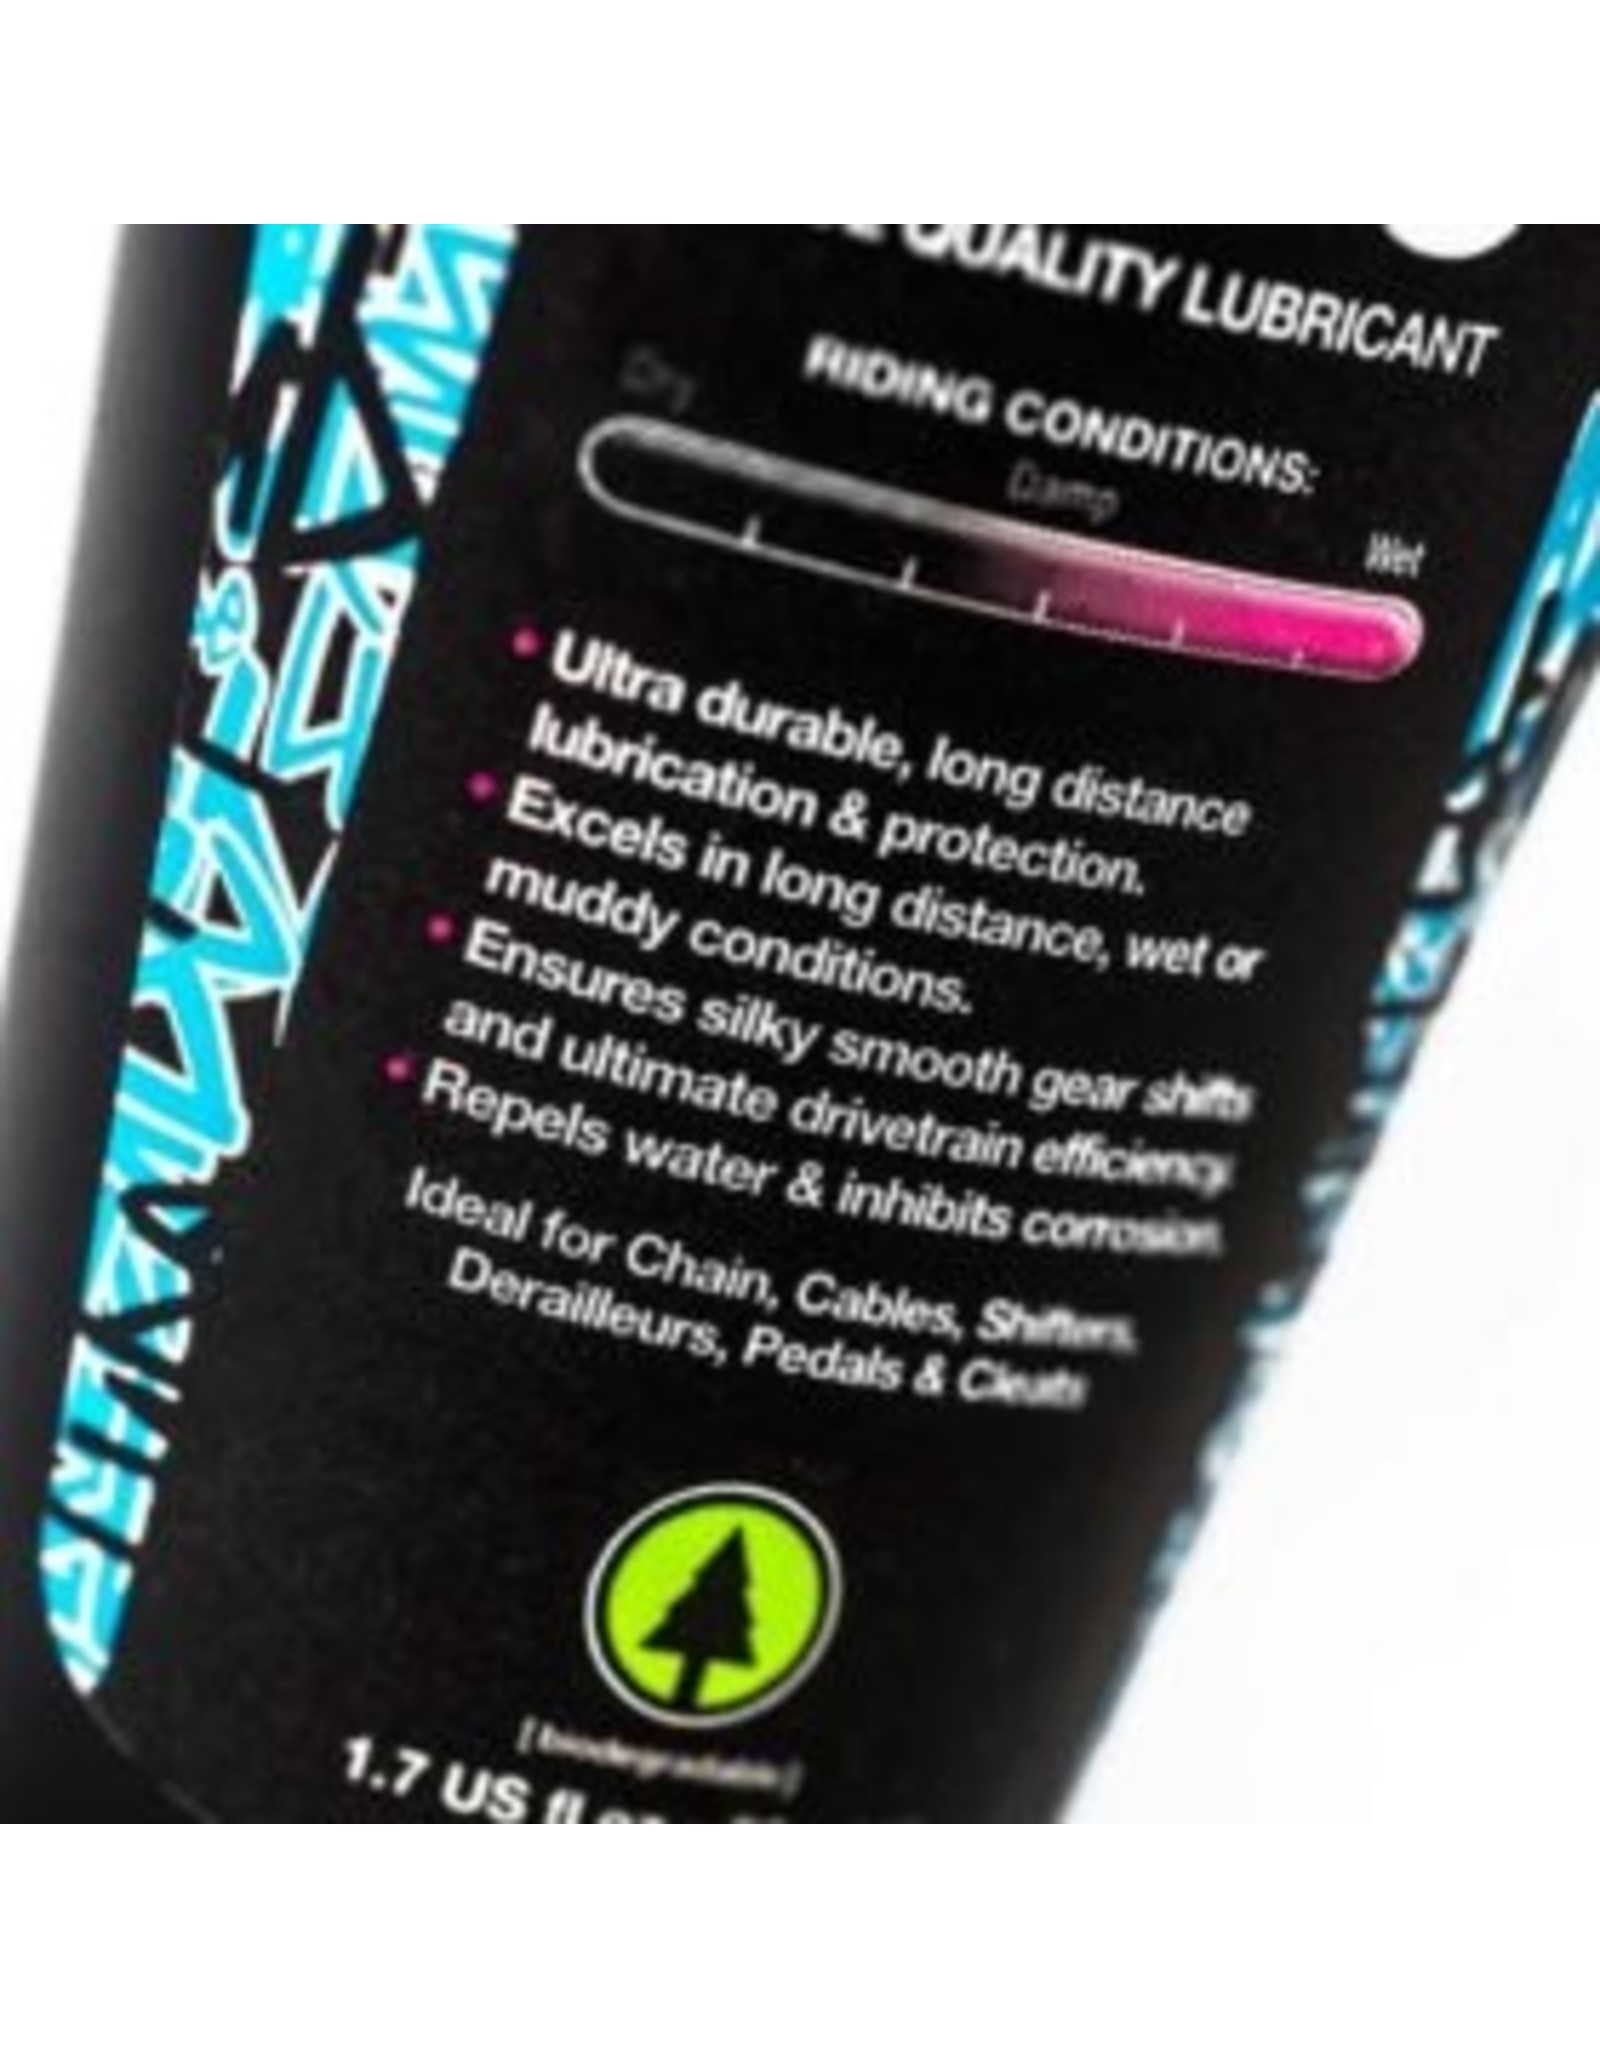 QUALITY LUBRICANT
RIDING CONDITIONS:
Dry Damp Wet
• Ultra durable, long distance
lubrication & protection.
• Excels in long distance, wet or
muddy conditions.
• Ensures silky smooth gear shifts
and ultimate drivetrain efficiency.
• Repels water & inhibits corrosion.
Ideal for Chain, Cables, Shifters,
Derailleurs, Pedals & Cleats
[biodegradable]
1.7 US fl